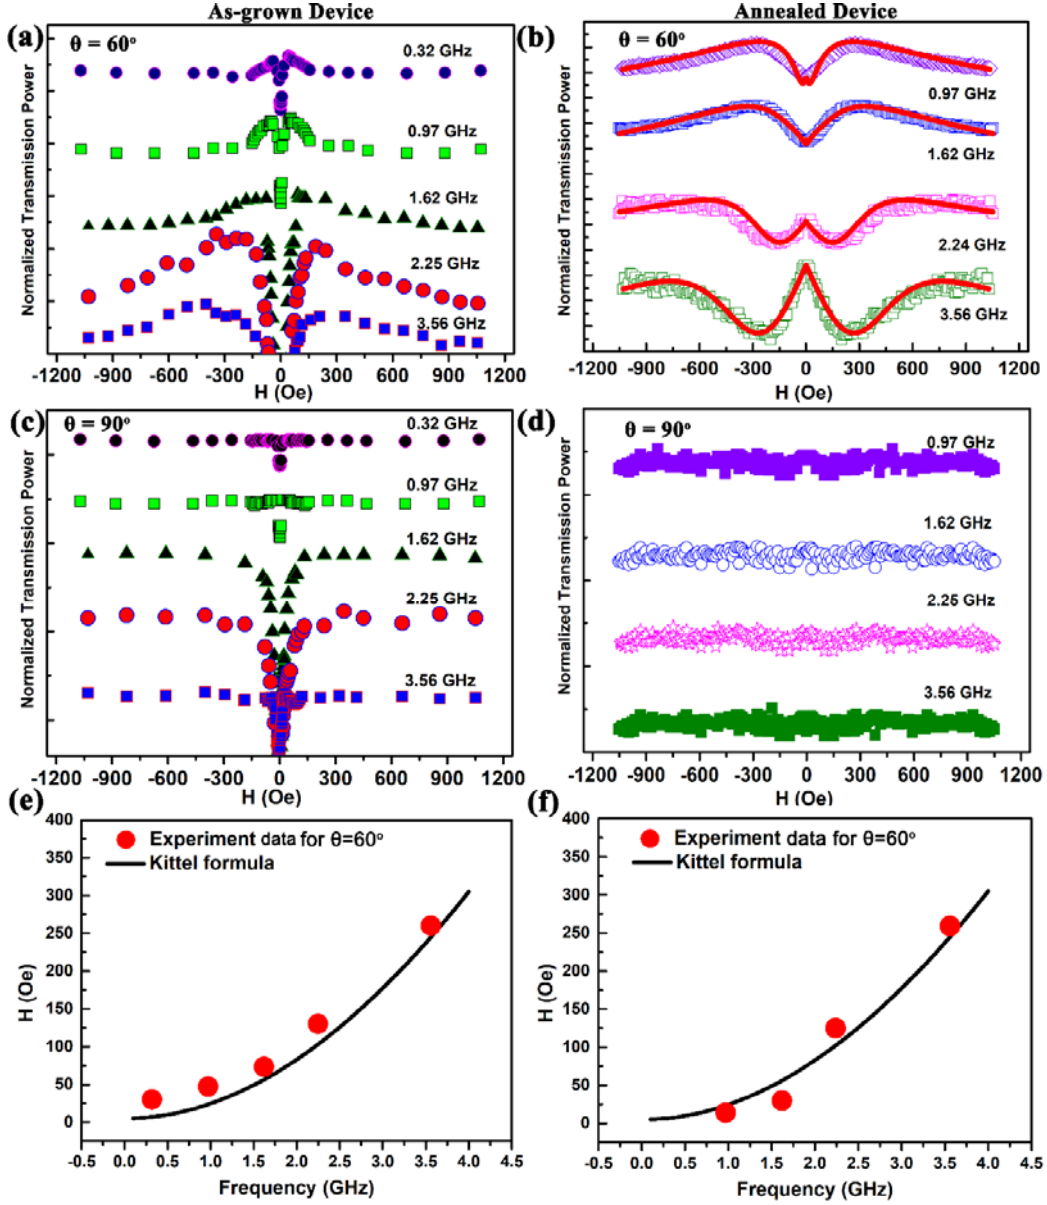 As-grown Device
Annealed Device
(a)
θ = 60°
0.32 GHz
0.97 GHz
1.62 GHz
2.25 GHz
3.56 GHz
Normalized Transmission Power
-1200 -900 -600 -300 0 300 600 900 1200
H (Oe)
(b)
θ = 60°
0.97 GHz
1.62 GHz
2.24 GHz
3.56 GHz
Normalized Transmission Power
-1200 -900 -600 -300 0 300 600 900 1200
H (Oe)
(c)
θ = 90°
0.32 GHz
0.97 GHz
1.62 GHz
2.25 GHz
3.56 GHz
Normalized Transmission Power
-1200 -900 -600 -300 0 300 600 900 1200
H (Oe)
(d)
θ = 90°
0.97 GHz
1.62 GHz
2.25 GHz
3.56 GHz
Normalized Transmission Power
-1200 -900 -600 -300 0 300 600 900 1200
H (Oe)
(e)
Experiment data for θ=60°
Kittel formula
400
350
300
250
200
150
100
50
0
H (Oe)
-0.5 0.0 0.5 1.0 1.5 2.0 2.5 3.0 3.5 4.0 4.5
Frequency (GHz)
(f)
Experiment data for θ=60°
Kittel formula
400
350
300
250
200
150
100
50
0
H (Oe)
-0.5 0.0 0.5 1.0 1.5 2.0 2.5 3.0 3.5 4.0 4.5
Frequency (GHz)